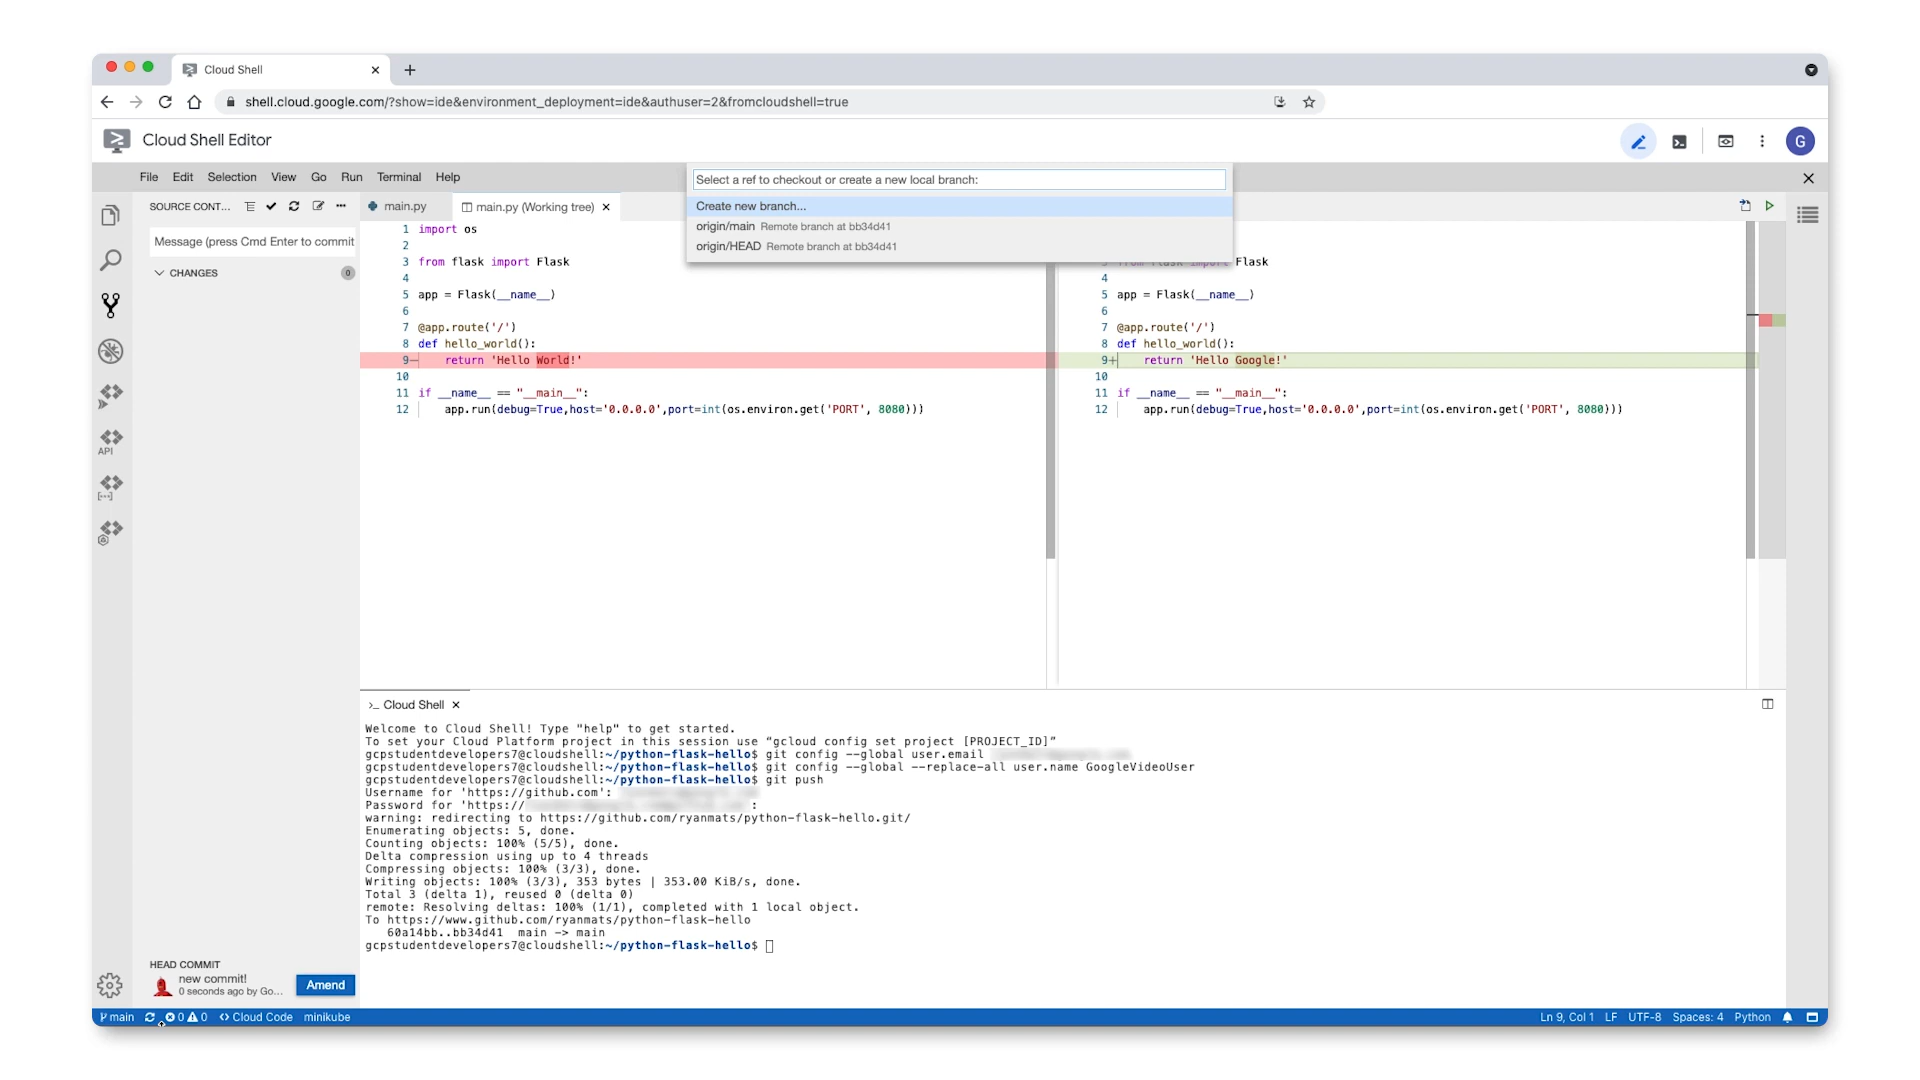 Cloud Shell
shell.cloud.google.com/?show=ide&environment_deployment=ide&authuser=2&fromcloudshell=true
Cloud Shell Editor
G
File Edit Selection View Go Run Terminal Help
Select a ref to checkout or create a new local branch:
Create new branch...
origin/main Remote branch at bb34d41
origin/HEAD Remote branch at bb34d41
SOURCE CONT...
Message (press Cmd Enter to commit
CHANGES 0
API
main.py
main.py (Working tree)
1 import os
2
3 from flask import Flask
4
5 app = Flask(__name__)
6
7 @app.route('/')
8 def hello_world():
9- return 'Hello World!'
10
11 if __name__ == "__main__":
12 app.run(debug=True,host='0.0.0.0',port=int(os.environ.get('PORT', 8080)))
3 from flask import Flask
4
5 app = Flask(__name__)
6
7 @app.route('/')
8 def hello_world():
9+ return 'Hello Google!'
10
11 if __name__ == "__main__":
12 app.run(debug=True,host='0.0.0.0',port=int(os.environ.get('PORT', 8080)))
>_ Cloud Shell
Welcome to Cloud Shell! Type "help" to get started.
To set your Cloud Platform project in this session use “gcloud config set project [PROJECT_ID]”
gcpstudentdevelopers7@cloudshell:~/python-flask-hello$ git config --global user.email
gcpstudentdevelopers7@cloudshell:~/python-flask-hello$ git config --global --replace-all user.name GoogleVideoUser
gcpstudentdevelopers7@cloudshell:~/python-flask-hello$ git push
Username for 'https://github.com':
Password for 'https:// ':
warning: redirecting to https://github.com/ryanmats/python-flask-hello.git/
Enumerating objects: 5, done.
Counting objects: 100% (5/5), done.
Delta compression using up to 4 threads
Compressing objects: 100% (3/3), done.
Writing objects: 100% (3/3), 353 bytes | 353.00 KiB/s, done.
Total 3 (delta 1), reused 0 (delta 0)
remote: Resolving deltas: 100% (1/1), completed with 1 local object.
To https://www.github.com/ryanmats/python-flask-hello
60a14bb..bb34d41 main -> main
gcpstudentdevelopers7@cloudshell:~/python-flask-hello$
HEAD COMMIT
new commit!
0 seconds ago by Go...
Amend
main 0 0 <> Cloud Code minikube
Ln 9, Col 1 LF UTF-8 Spaces: 4 Python